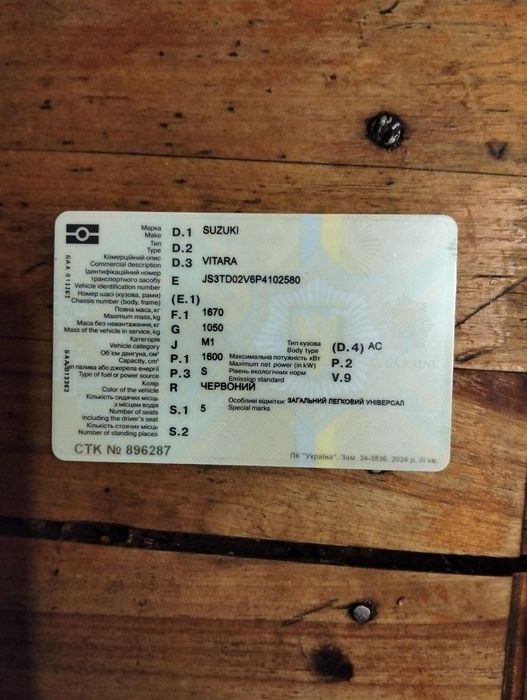 Марка
Make D.1 SUZUKI
Тип
Type D.2
Комерційний опис
Commercial description D.3 VITARA
Ідентифікаційний номер
транспортного засобу
Vehicle identification number E JS3TD02V6P4102580
Номер шасі (кузова, рами)
Chassis number (body, frame) (E.1)
Повна маса, кг
Maximum mass, kg F.1 1670
Маса без навантаження, кг
Mass of the vehicle in service, kg G 1050
Категорія
Vehicle category J M1
Тип кузова
Body type (D.4) AC
Об'єм двигуна, см³
Capacity, cm³ P.1 1600
Максимальна потужність кВт
Maximum net power (in kW) P.2
Тип палива або джерела енергії
Type of fuel or power source P.3 S
Рівень екологічних норм
Emission standard V.9
Колір
Color of the vehicle R ЧЕРВОНИЙ
Кількість сидячих місць
з місцем водія
Number of seats
including the driver's seat S.1 5
Особливі відмітки: ЗАГАЛЬНИЙ ЛЕГКОВИЙ УНІВЕРСАЛ
Special marks
Кількість стоячих місць
Number of standing places S.2
СТК № 896287
ПК "Україна". Зам. 24-3536. 2024 р. III кв.